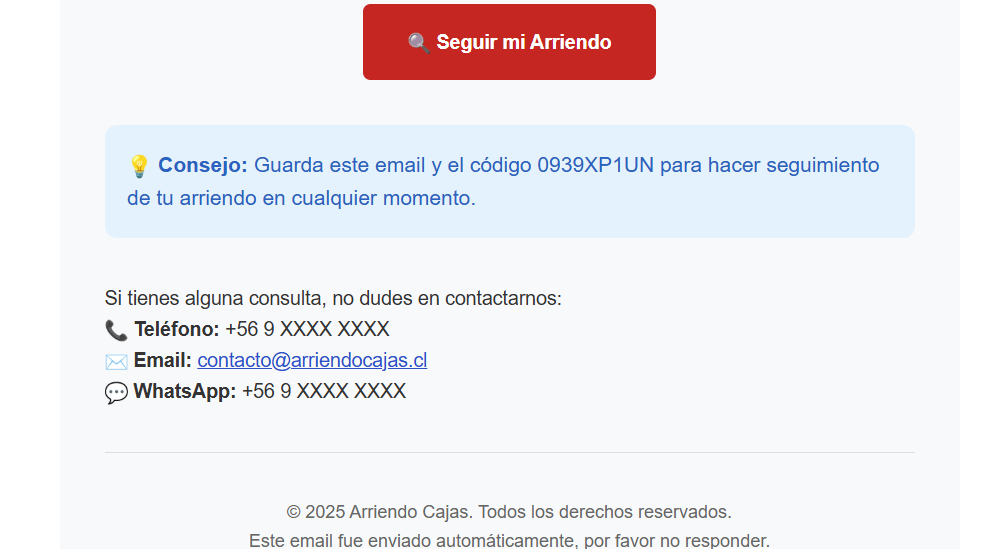 🔍 Seguir mi Arriendo
💡 Consejo: Guarda este email y el código 0939XP1UN para hacer seguimiento
de tu arriendo en cualquier momento.
Si tienes alguna consulta, no dudes en contactarnos:
📞 Teléfono: +56 9 XXXX XXXX
✉️ Email: contacto@arriendocajas.cl
💬 WhatsApp: +56 9 XXXX XXXX
© 2025 Arriendo Cajas. Todos los derechos reservados.
Este email fue enviado automáticamente, por favor no responder.